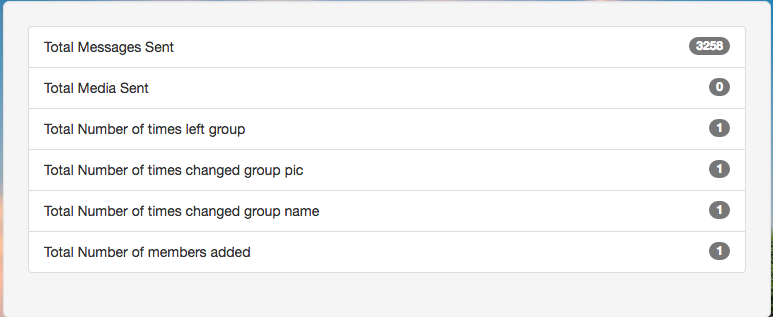 Total Messages Sent 3258
Total Media Sent 0
Total Number of times left group 1
Total Number of times changed group pic 1
Total Number of times changed group name 1
Total Number of members added 1